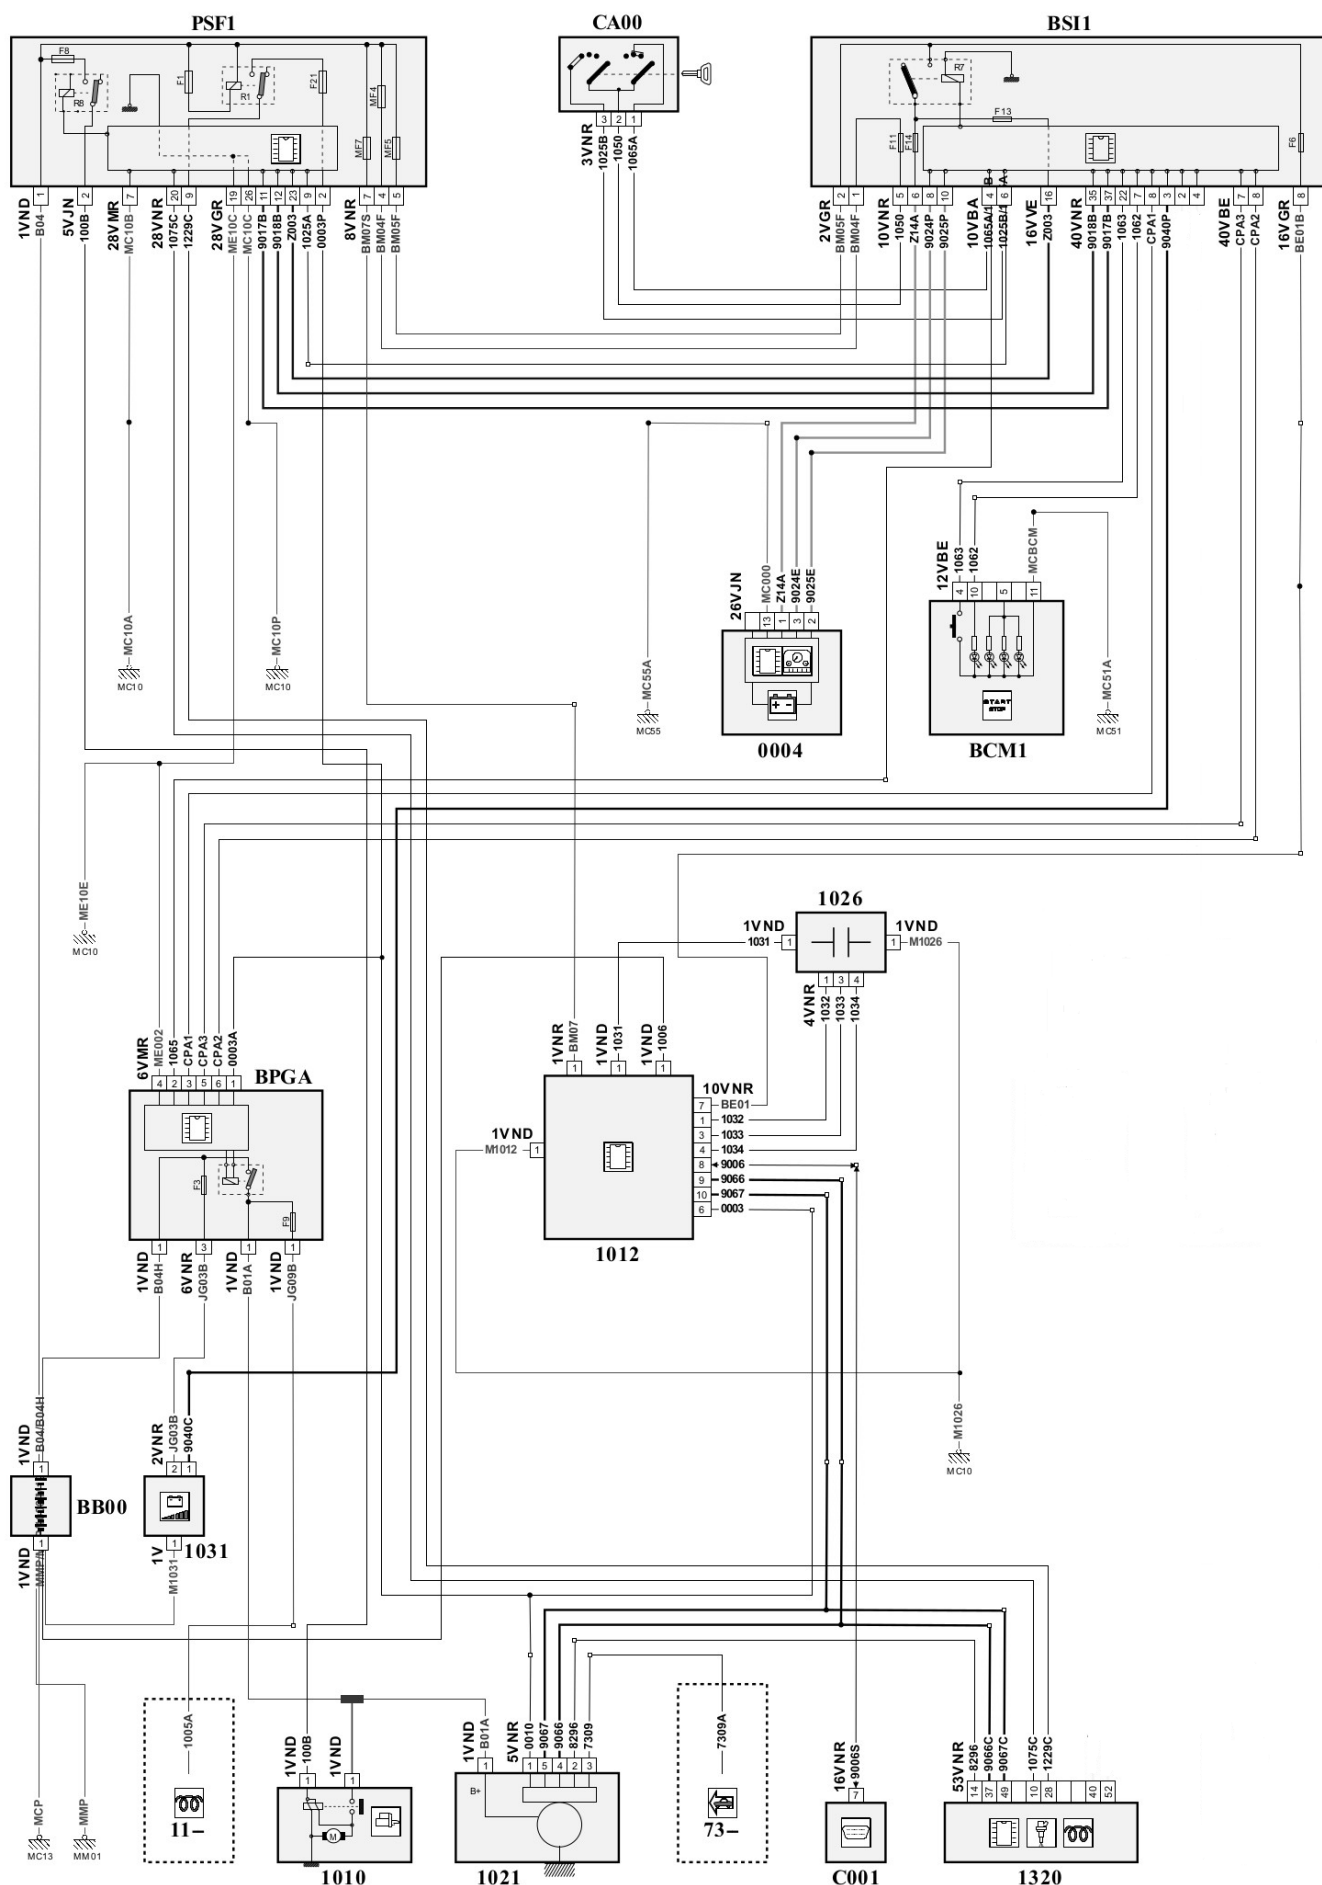 PSF1
CA00
BSI1
F8
R8
F1
R1
F21
MF4
MF7
MF5
R7
F13
F11
F14
F6
3 2 1
1 2 7 20 9 19 26 11 12 23 9 2 7 4 5
2 1 5 6 8 10 4 6 16 35 37 22 7 8 3 2 4 7 8 8
B
A
1VND
B04
5VJN
100B
28VMR
MC10B
28VNR
1075C
1229C
28VGR
ME10C
MC10C
9017B
9018B
Z003
1025A
0003P
8VNR
BM07S
BM04F
BM05F
3VNR
1025B
1050
1065A
2VGR
BM05F
BM04F
10VNR
1050
Z14A
9024P
9025P
10VBA
1065A/1
1025B/1
16VVE
Z003
40VNR
9018B
9017B
1063
1062
CPA1
9040P
40VBE
CPA3
CPA2
16VGR
BE01B
MC10A
MC10
MC10P
MC10
MC55A
MC55
26VJN
MC000
Z14A
9024E
9025E
13 1 3 2
0004
12VBE
1063
1062
MCBCM
4 10 5 11
START
STOP
BCM1
MC51A
MC51
ME10E
MC10
1026
1VND
1031
1
1
1VND
M1026
1 3 4
4VNR
1032
1033
1034
6VMR
ME002
1065
CPA1
CPA3
CPA2
0003A
4 2 3 5 6 1
BPGA
F3
F9
1 3 1 1
1VND
B04H
6VNR
JG03B
1VND
B01A
1VND
JG09B
1VNR
BM07
1VND
1031
1VND
1006
1 1 1
10VNR
7 BE01
1 1032
3 1033
4 1034
8 9006
9 9066
10 9067
6 0003
1VND
M1012
1
1012
M1026
MC10
1VND
B04/B04H
1
BB00
1
1VND
2VNR
JG03B
9040C
2 1
1031
1
1V
M1031
MCP
MC13
MMP
MM01
1005A
11–
1VND
100B
1VND
1 1
M
1010
1VND
B01A
1
B+
5VNR
0010
9067
9066
8296
7309
1 5 4 2 3
1021
7309A
73–
16VNR
9006S
7
C001
53VNR
8296
9066C
9067C
1075C
1229C
14 37 49 10 28 40 52
1320